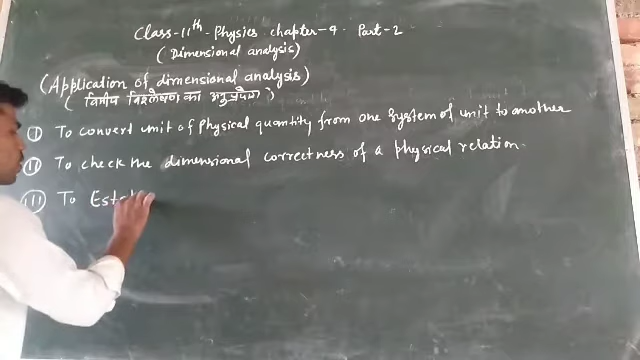 Class-11th Physics chapter-4 Part-2
(Dimensional analysis)
(Application of dimensional analysis)
(विमीय विश्लेषण का अनुप्रयोग)
(I) To convert unit of Physical quantity from one system of unit to another
(II) To check the dimensional correctness of a physical relation.
(III) To Esta